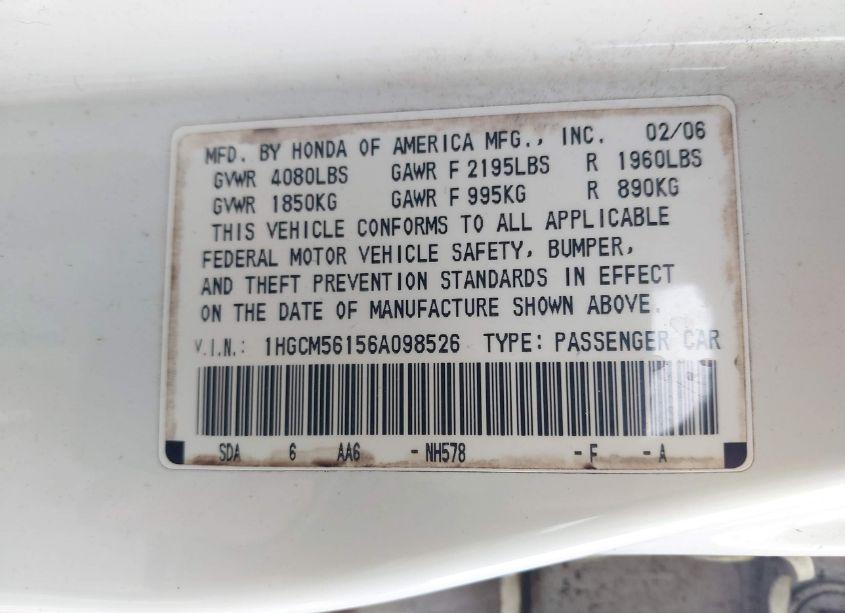 MFD. BY HONDA OF AMERICA MFG., INC. 02/06
GVWR 4080LBS GAWR F 2195LBS R 1960LBS
GVWR 1850KG GAWR F 995KG R 890KG
THIS VEHICLE CONFORMS TO ALL APPLICABLE
FEDERAL MOTOR VEHICLE SAFETY, BUMPER,
AND THEFT PREVENTION STANDARDS IN EFFECT
ON THE DATE OF MANUFACTURE SHOWN ABOVE.
V.I.N.: 1HGCM56156A098526 TYPE: PASSENGER CAR
SDA 6 AA6 - NH578 - F - A